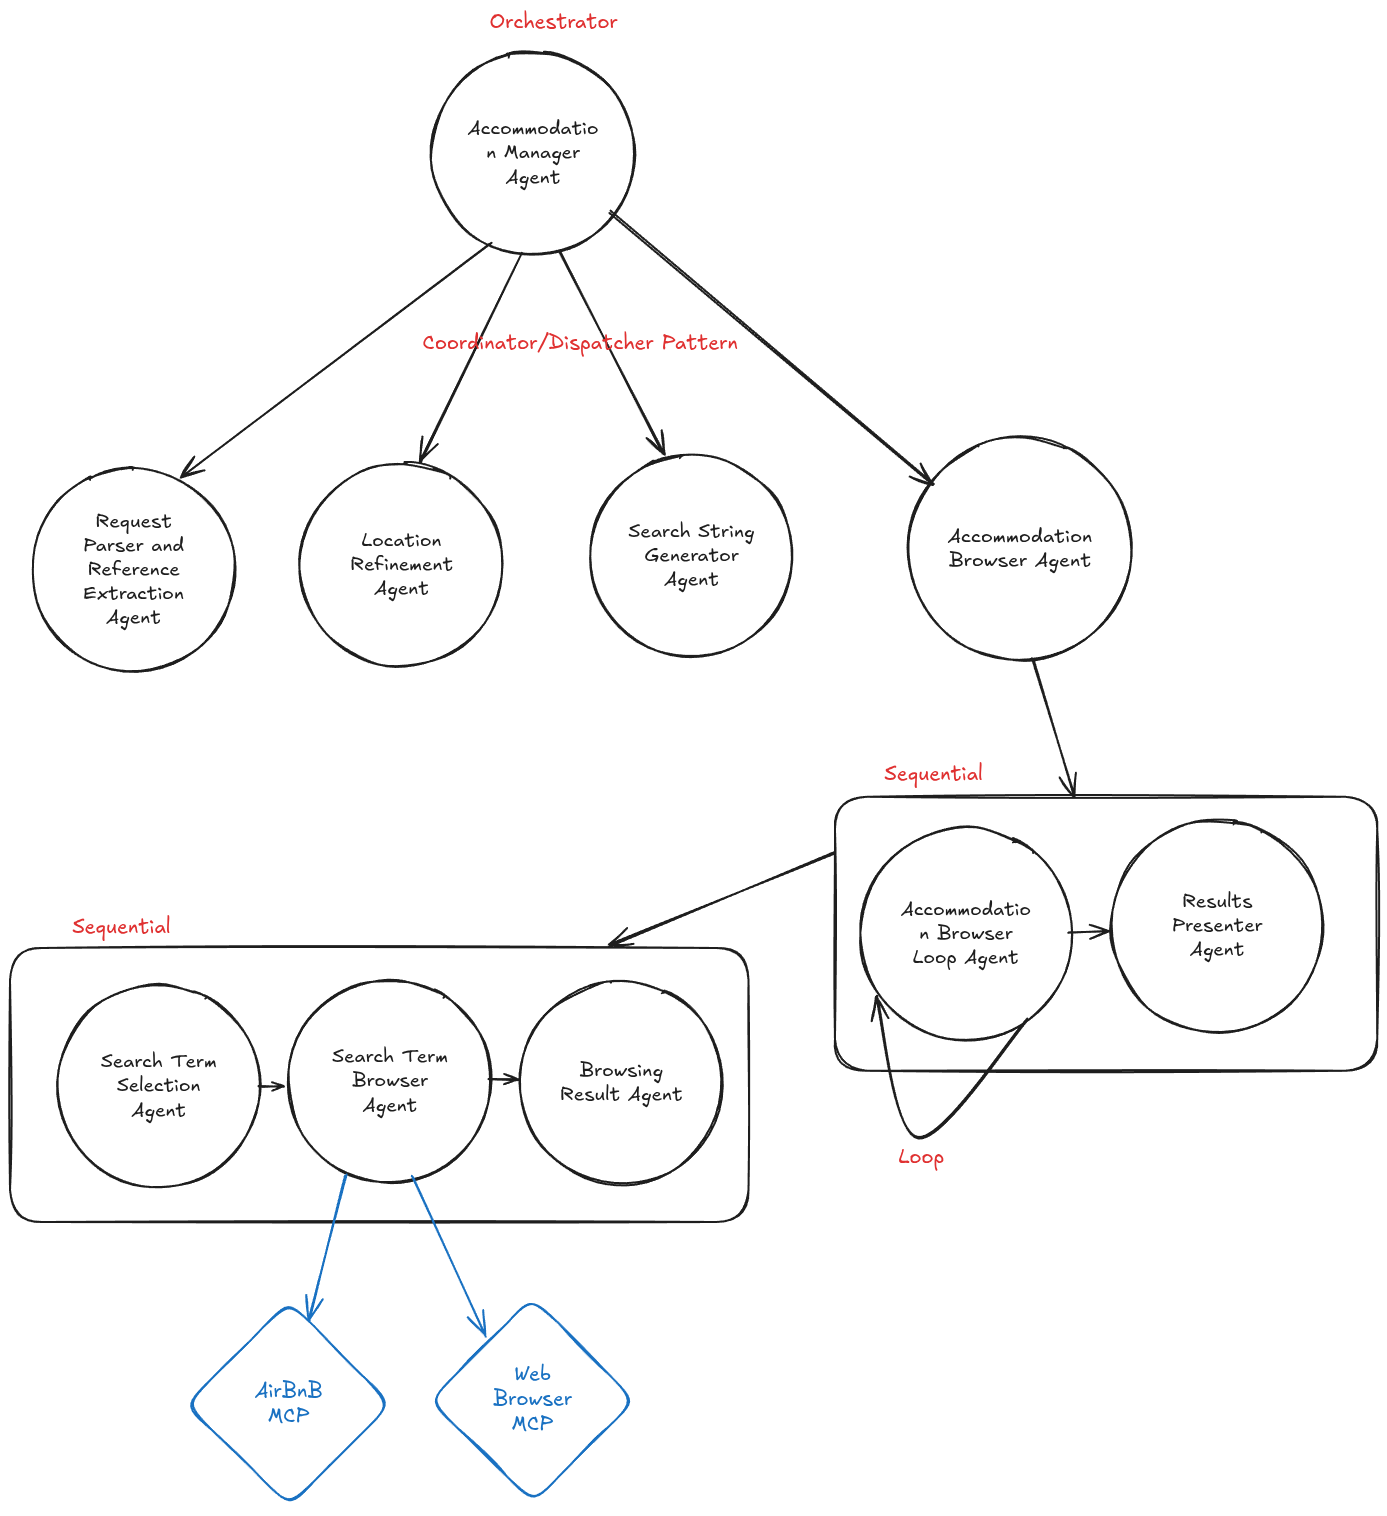 Orchestrator
Accommodatio
n Manager
Agent
Coordinator/Dispatcher Pattern
Request
Parser and
Reference
Extraction
Agent
Location
Refinement
Agent
Search String
Generator
Agent
Accommodation
Browser Agent
Sequential
Accommodatio
n Browser
Loop Agent
Results
Presenter
Agent
Loop
Sequential
Search Term
Selection
Agent
Search Term
Browser
Agent
Browsing
Result Agent
AirBnB
MCP
Web
Browser
MCP